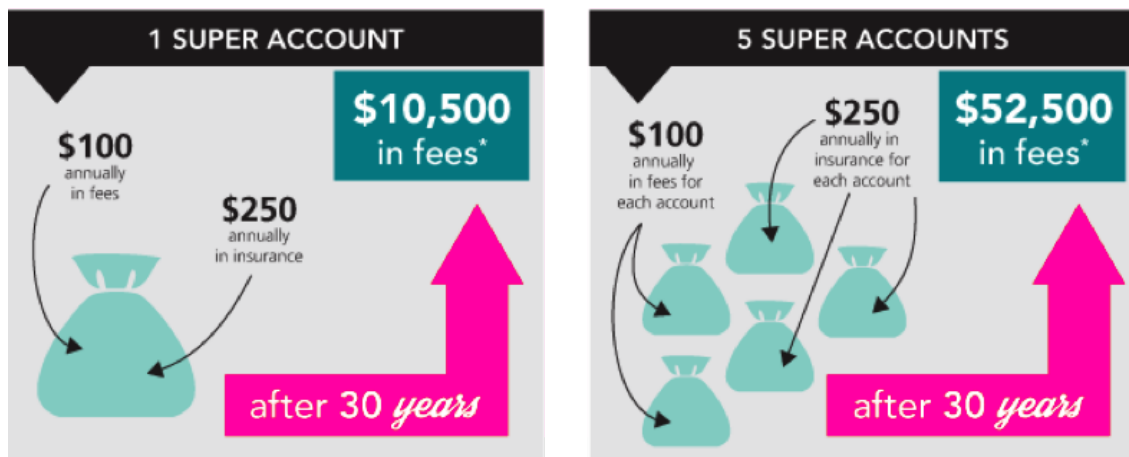 1 SUPER ACCOUNT
$10,500
in fees*
$100
annually
in fees
$250
annually
in insurance
after 30 years
5 SUPER ACCOUNTS
$52,500
in fees*
$100
annually
in fees for
each account
$250
annually in
insurance for
each account
after 30 years